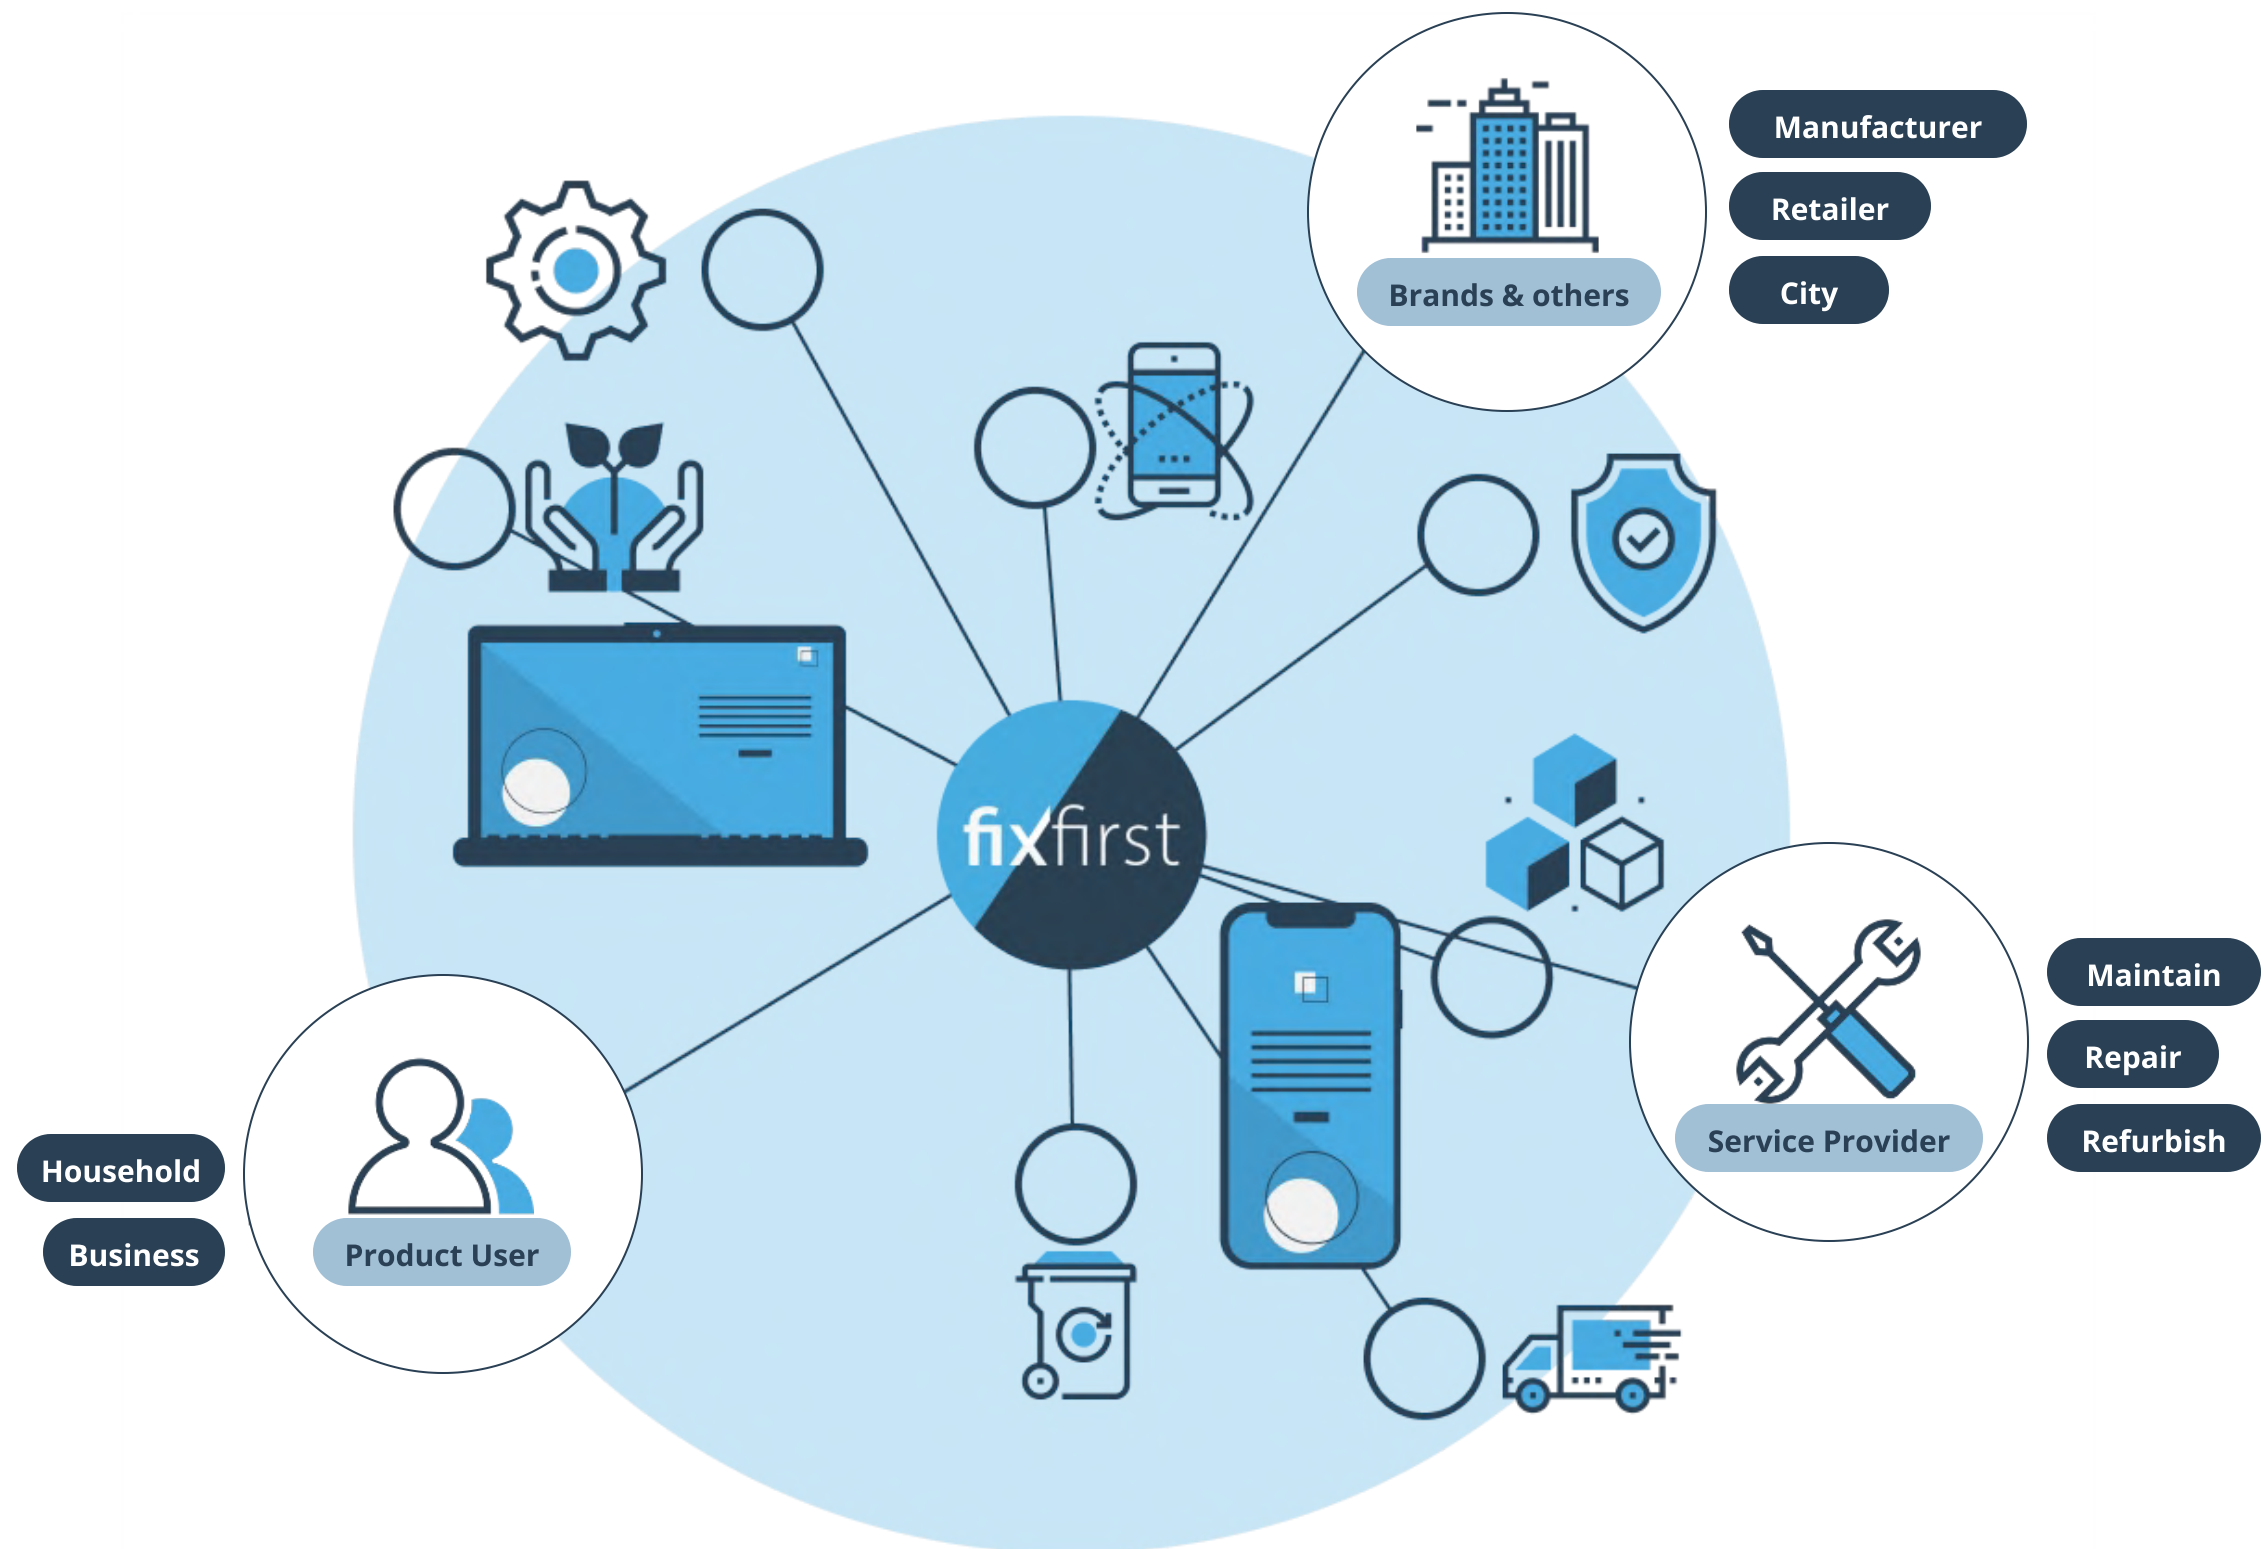 Manufacturer
Retailer
City
Brands & others
fixfirst
Maintain
Repair
Refurbish
Service Provider
Household
Business
Product User